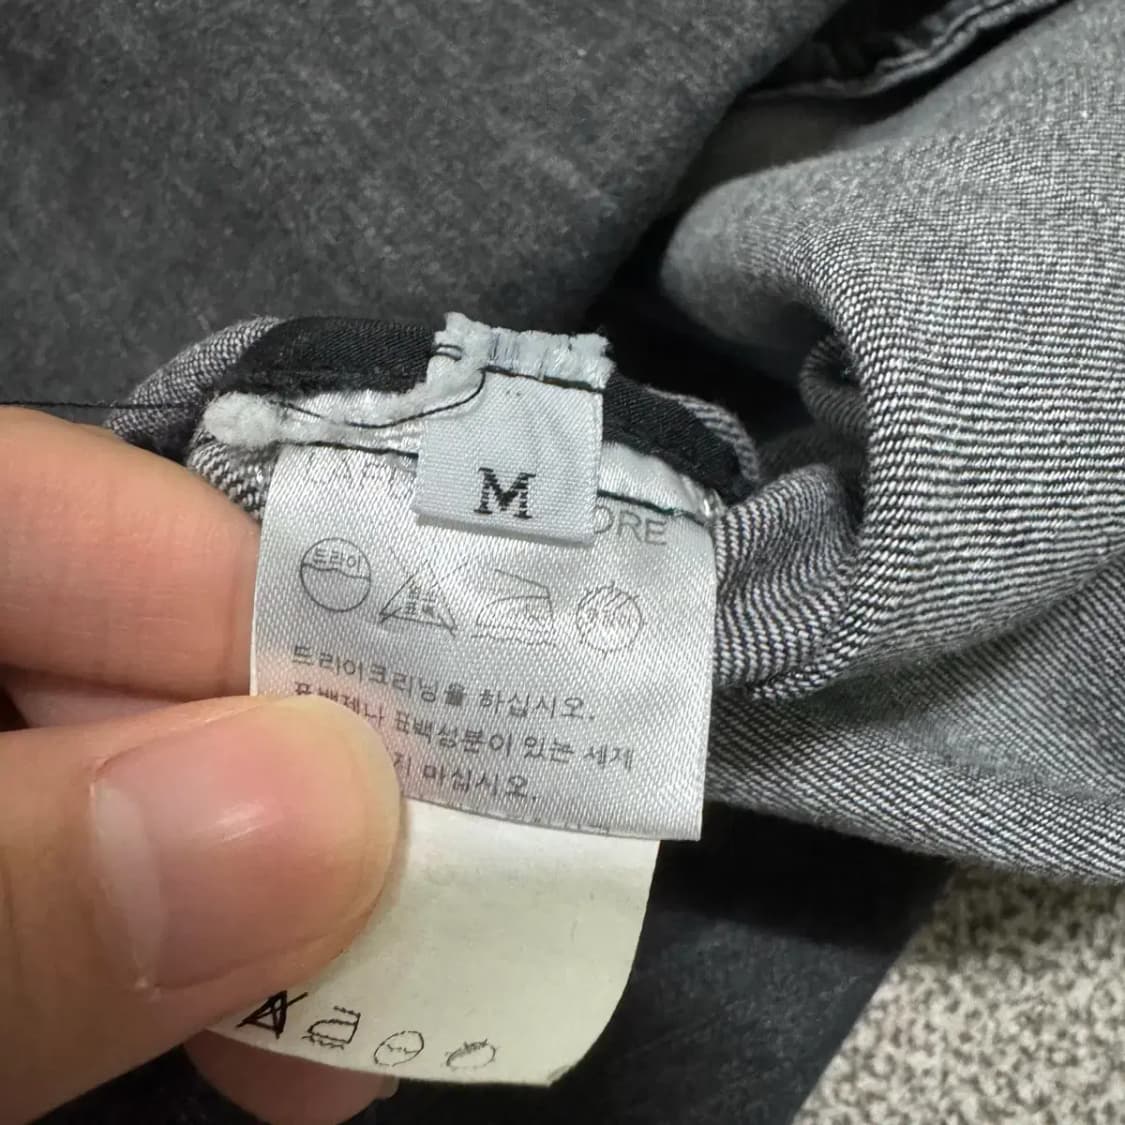 M
ORE
드라이
드라이크리닝을 하십시오.
표백제나 표백성분이 있는 세제
마십시오.